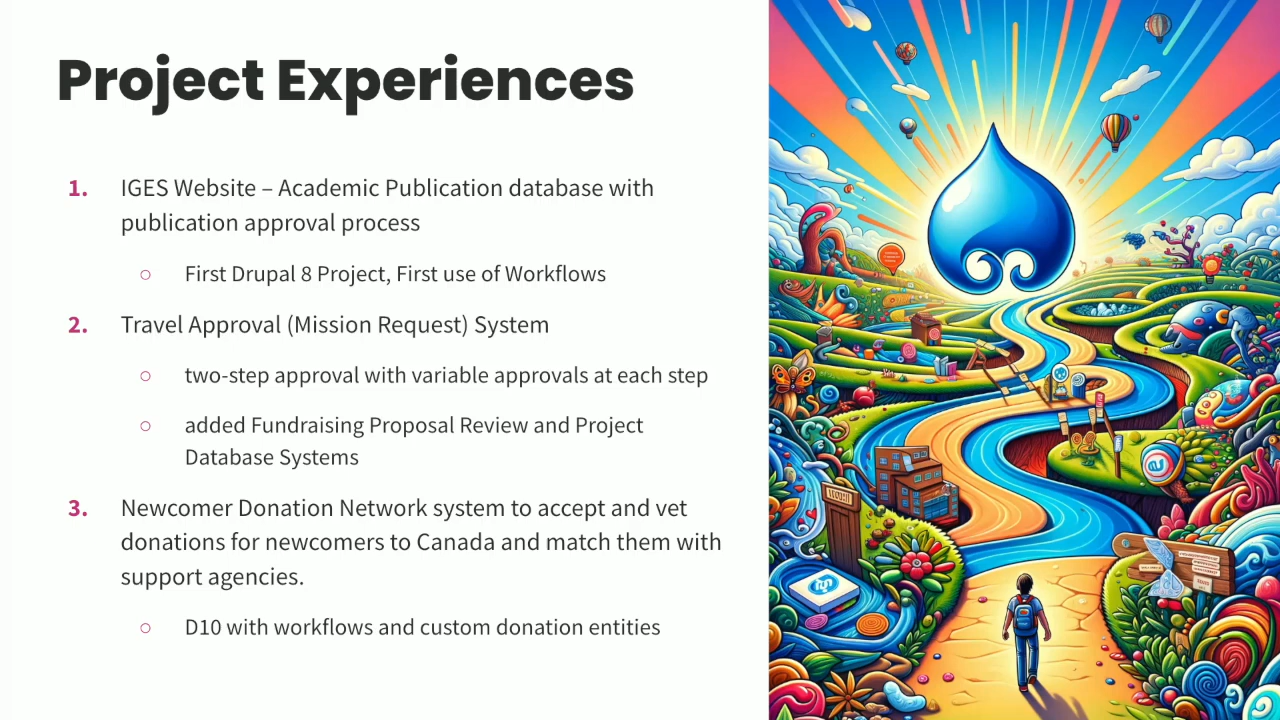 Project Experiences
1. IGES Website – Academic Publication database with
publication approval process
○ First Drupal 8 Project, First use of Workflows
2. Travel Approval (Mission Request) System
○ two-step approval with variable approvals at each step
○ added Fundraising Proposal Review and Project
Database Systems
3. Newcomer Donation Network system to accept and vet
donations for newcomers to Canada and match them with
support agencies.
○ D10 with workflows and custom donation entities